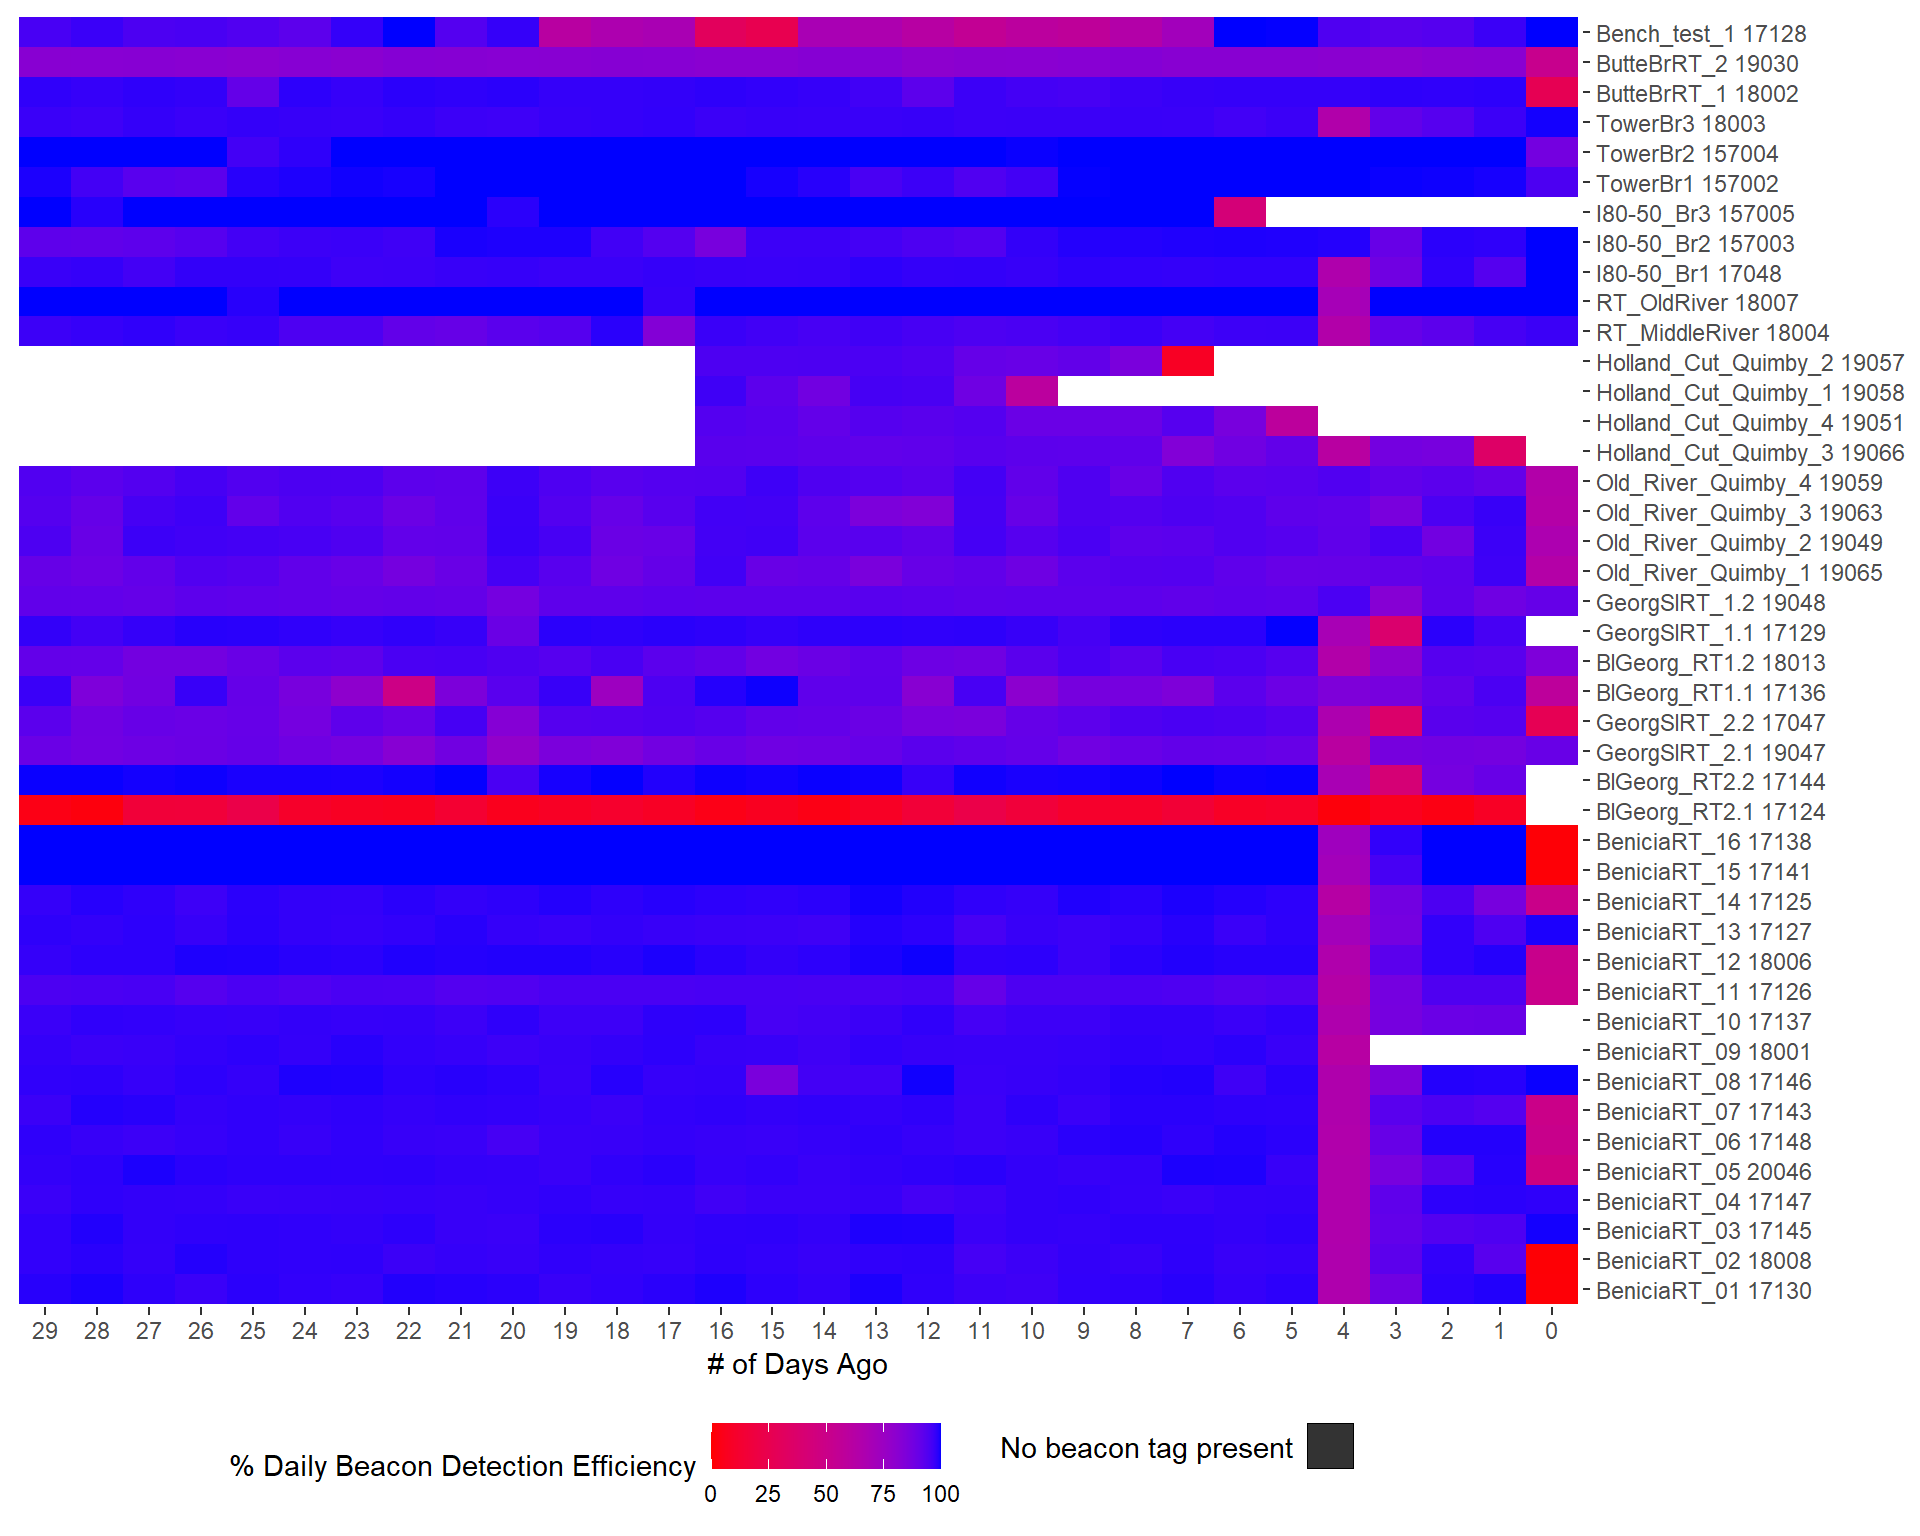 Bench_test_1 17128
ButteBrRT_2 19030
ButteBrRT_1 18002
TowerBr3 18003
TowerBr2 157004
TowerBr1 157002
I80-50_Br3 157005
I80-50_Br2 157003
I80-50_Br1 17048
RT_OldRiver 18007
RT_MiddleRiver 18004
Holland_Cut_Quimby_2 19057
Holland_Cut_Quimby_1 19058
Holland_Cut_Quimby_4 19051
Holland_Cut_Quimby_3 19066
Old_River_Quimby_4 19059
Old_River_Quimby_3 19063
Old_River_Quimby_2 19049
Old_River_Quimby_1 19065
GeorgSlRT_1.2 19048
GeorgSlRT_1.1 17129
BlGeorg_RT1.2 18013
BlGeorg_RT1.1 17136
GeorgSlRT_2.2 17047
GeorgSlRT_2.1 19047
BlGeorg_RT2.2 17144
BlGeorg_RT2.1 17124
BeniciaRT_16 17138
BeniciaRT_15 17141
BeniciaRT_14 17125
BeniciaRT_13 17127
BeniciaRT_12 18006
BeniciaRT_11 17126
BeniciaRT_10 17137
BeniciaRT_09 18001
BeniciaRT_08 17146
BeniciaRT_07 17143
BeniciaRT_06 17148
BeniciaRT_05 20046
BeniciaRT_04 17147
BeniciaRT_03 17145
BeniciaRT_02 18008
BeniciaRT_01 17130
29 28 27 26 25 24 23 22 21 20 19 18 17 16 15 14 13 12 11 10 9 8 7 6 5 4 3 2 1 0
# of Days Ago
% Daily Beacon Detection Efficiency
0 25 50 75 100
No beacon tag present